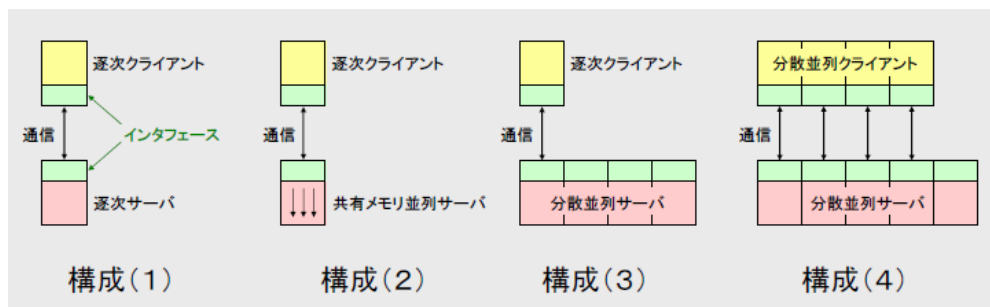 逐次クライアント
通信
インタフェース
逐次サーバ
構成(1)
逐次クライアント
通信
共有メモリ並列サーバ
構成(2)
逐次クライアント
通信
分散並列サーバ
構成(3)
分散並列クライアント
通信
分散並列サーバ
構成(4)